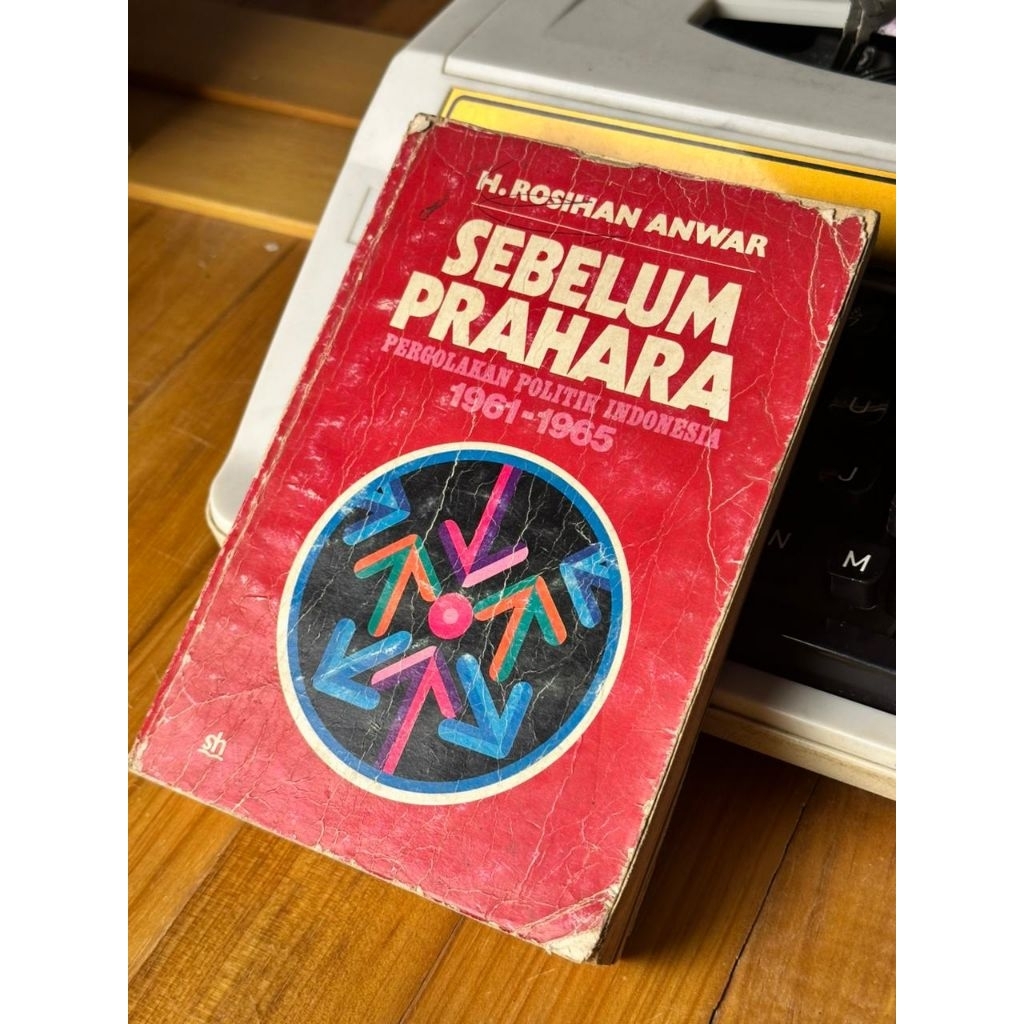 H. ROSIHAN ANWAR
SEBELUM
PRAHARA
PERGOLAKAN POLITIK INDONESIA
1961-1965
sh
U
J
N
M